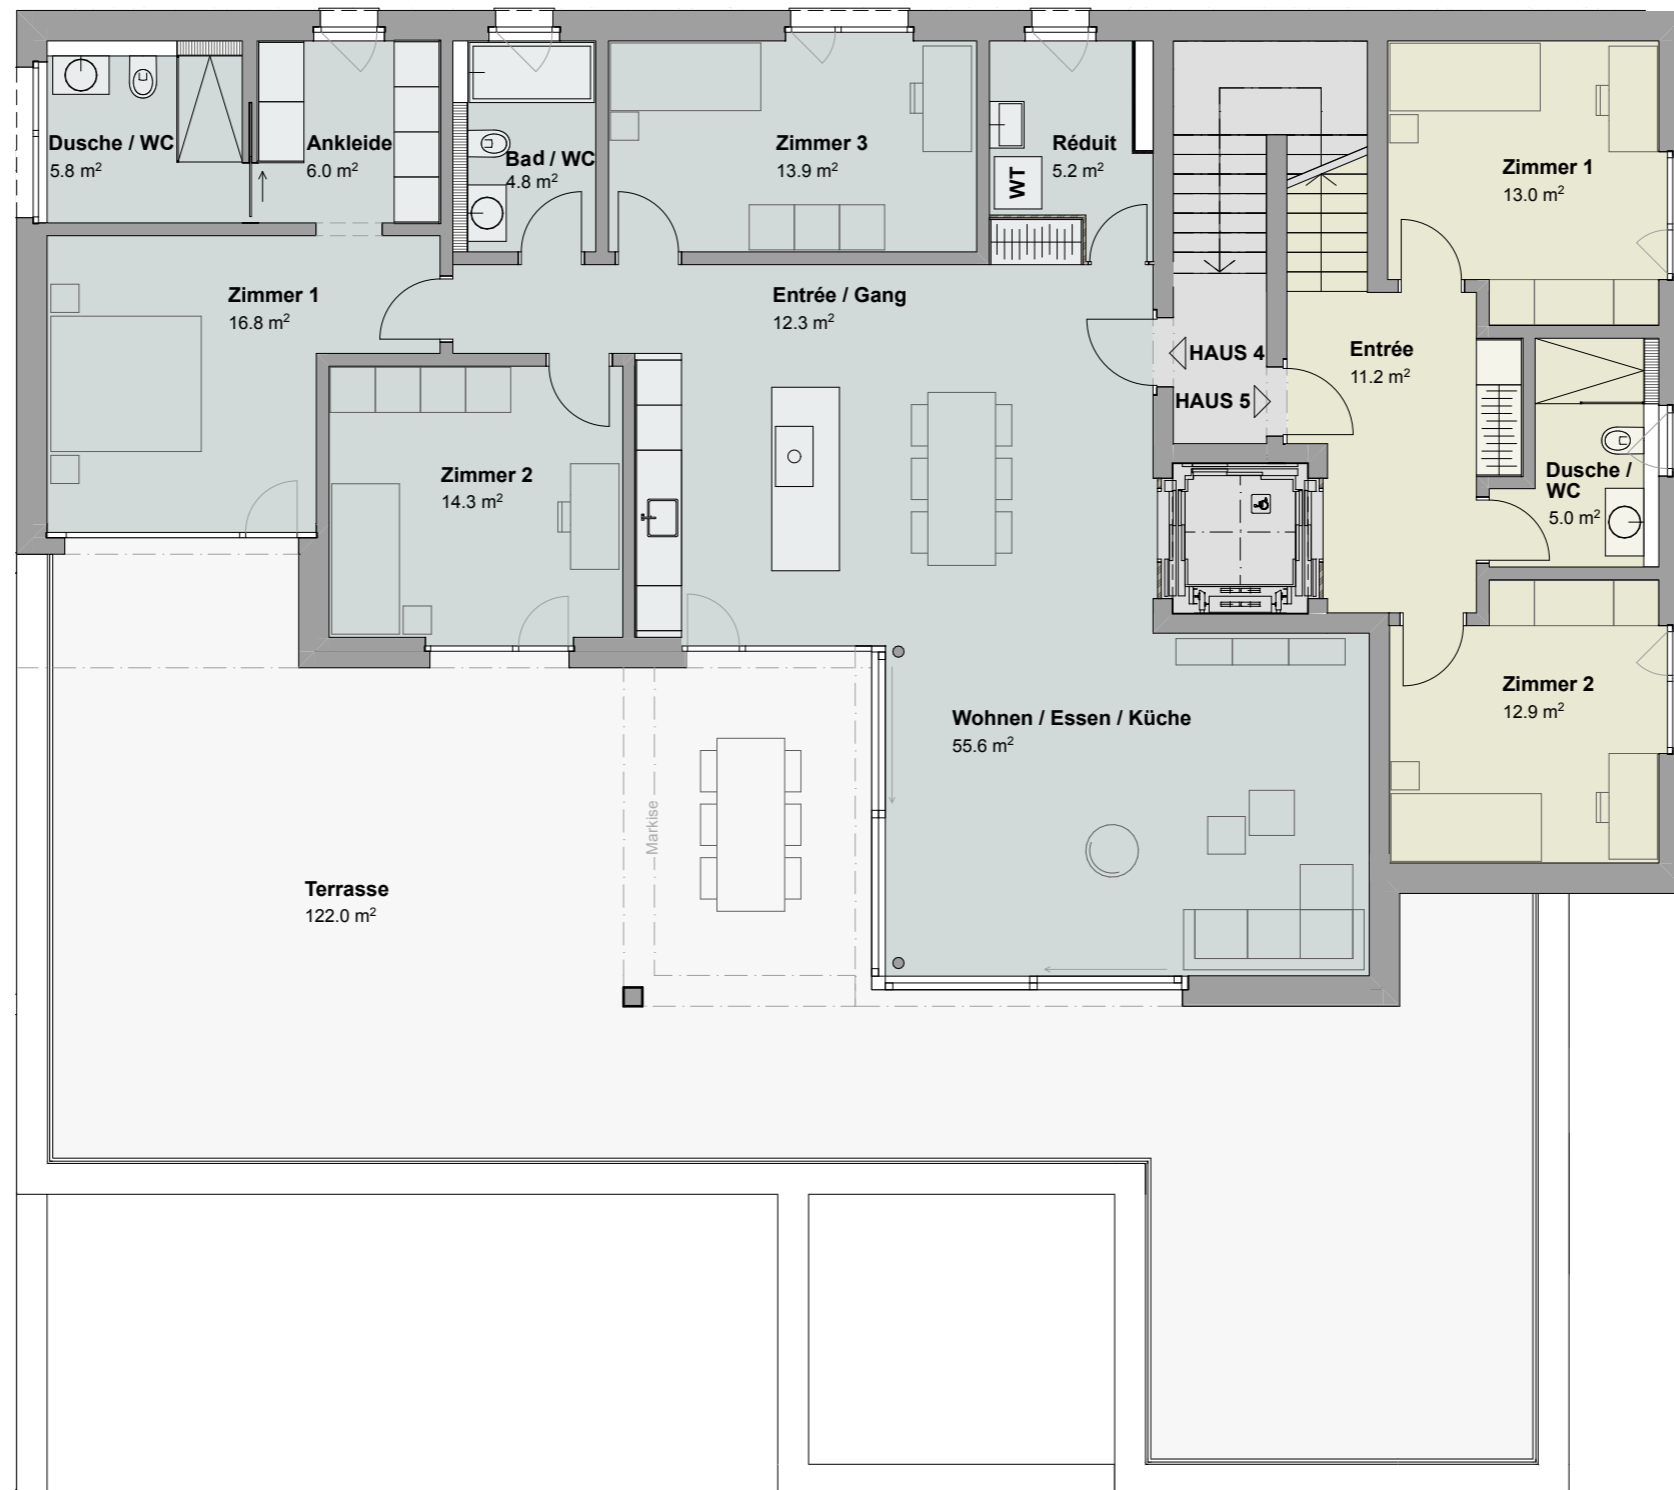 Dusche / WC
5.8 m²
Ankleide
6.0 m²
Bad / WC
4.8 m²
Zimmer 3
13.9 m²
Réduit
5.2 m²
WT
Zimmer 1
13.0 m²
Zimmer 1
16.8 m²
Entrée / Gang
12.3 m²
HAUS 4
HAUS 5
Entrée
11.2 m²
Zimmer 2
14.3 m²
Dusche /
WC
5.0 m²
Zimmer 2
12.9 m²
Wohnen / Essen / Küche
55.6 m²
Markise
Terrasse
122.0 m²